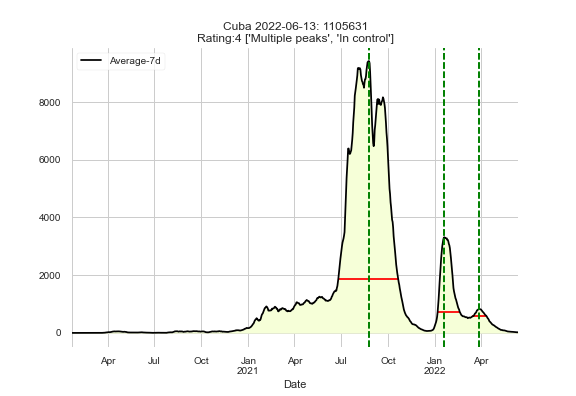 Cuba 2022-06-13: 1105631
Rating:4 ['Multiple peaks', 'In control']
Average-7d
8000
6000
4000
2000
0
Apr Jul Oct Jan Apr Jul Oct Jan Apr
2021 2022
Date